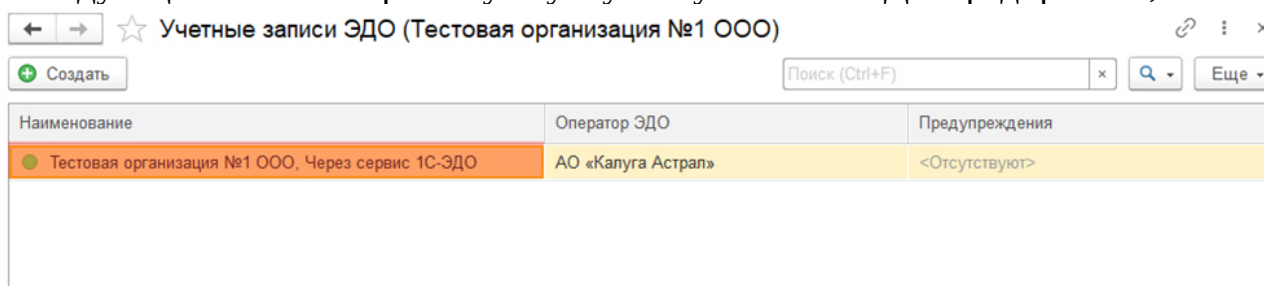 Учетные записи ЭДО (Тестовая организация №1 ООО)
Создать
Поиск (Ctrl+F)
×
Еще
Наименование
Оператор ЭДО
Предупреждения
Тестовая организация №1 ООО, Через сервис 1С-ЭДО
АО «Калуга Астрал»
<Отсутствуют>